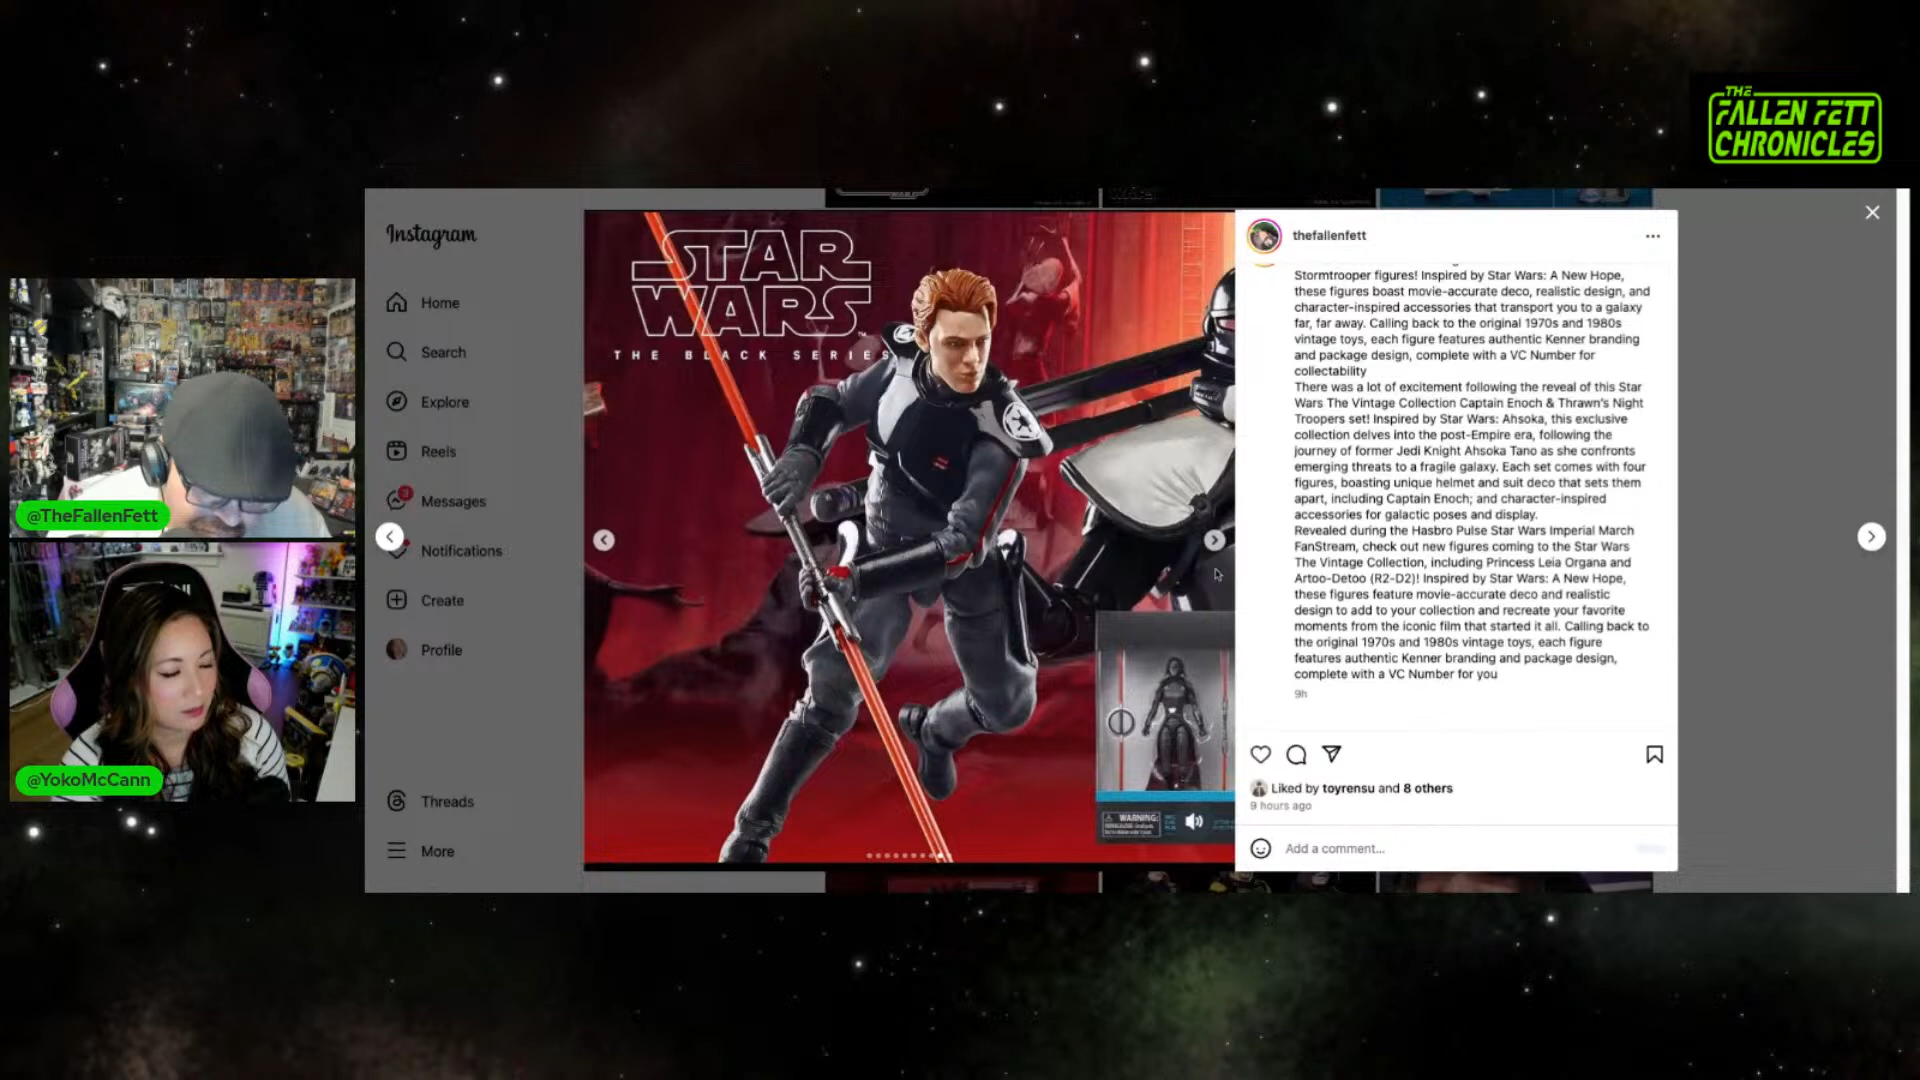 THE
FALLEN FETT
CHRONICLES
Instagram
Home
Search
Explore
Reels
3
Messages
Notifications
Create
Profile
Threads
More
@TheFallenFett
@YokoMcCann
STAR
WARS
THE BLACK SERIES
WARNING:
thefallenfett
Stormtrooper figures! Inspired by Star Wars: A New Hope,
these figures boast movie-accurate deco, realistic design, and
character-inspired accessories that transport you to a galaxy
far, far away. Calling back to the original 1970s and 1980s
vintage toys, each figure features authentic Kenner branding
and package design, complete with a VC Number for
collectability
There was a lot of excitement following the reveal of this Star
Wars The Vintage Collection Captain Enoch & Thrawn's Night
Troopers set! Inspired by Star Wars: Ahsoka, this exclusive
collection delves into the post-Empire era, following the
journey of former Jedi Knight Ahsoka Tano as she confronts
emerging threats to a fragile galaxy. Each set comes with four
figures, boasting unique helmet and suit deco that sets them
apart, including Captain Enoch; and character-inspired
accessories for galactic poses and display.
Revealed during the Hasbro Pulse Star Wars Imperial March
FanStream, check out new figures coming to the Star Wars
The Vintage Collection, including Princess Leia Organa and
Artoo-Detoo (R2-D2)! Inspired by Star Wars: A New Hope,
these figures feature movie-accurate deco and realistic
design to add to your collection and recreate your favorite
moments from the iconic film that started it all. Calling back to
the original 1970s and 1980s vintage toys, each figure
features authentic Kenner branding and package design,
complete with a VC Number for you
9h
Liked by toyrensu and 8 others
9 hours ago
Add a comment...